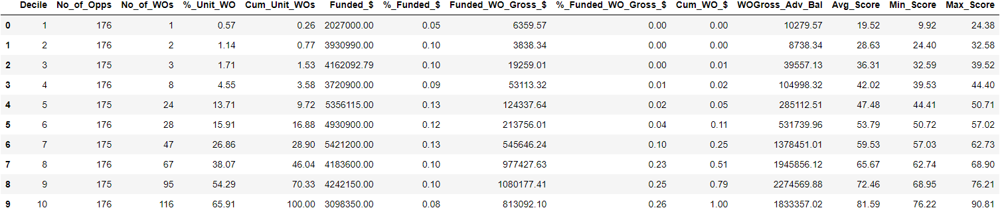 Decile No_of_Opps No_of_WOs %_Unit_WO Cum_Unit_WOs Funded_$ %_Funded_$ Funded_WO_Gross_$ %_Funded_WO_Gross_$ Cum_WO_$ WOGross_Adv_Bal Avg_Score Min_Score Max_Score
0 1 176 1 0.57 0.26 2027000.00 0.05 6359.57 0.00 0.00 10279.57 19.52 9.92 24.38
1 2 176 2 1.14 0.77 3930990.00 0.10 3838.34 0.00 0.00 8738.34 28.63 24.40 32.58
2 3 175 3 1.71 1.53 4162092.79 0.10 19259.01 0.00 0.01 39557.13 36.31 32.59 39.52
3 4 176 8 4.55 3.58 3720900.00 0.09 53113.32 0.01 0.02 104998.32 42.02 39.53 44.40
4 5 175 24 13.71 9.72 5356115.00 0.13 124337.64 0.02 0.05 285112.51 47.48 44.41 50.71
5 6 176 28 15.91 16.88 4930900.00 0.12 213756.01 0.04 0.11 531739.96 53.79 50.72 57.02
6 7 175 47 26.86 28.90 5421200.00 0.13 545646.24 0.10 0.25 1378451.01 59.53 57.03 62.73
7 8 176 67 38.07 46.04 4183600.00 0.10 977427.63 0.23 0.51 1945856.12 65.67 62.74 68.90
8 9 175 95 54.29 70.33 4242150.00 0.10 1080177.41 0.25 0.79 2274569.88 72.46 68.95 76.21
9 10 176 116 65.91 100.00 3098350.00 0.08 813092.10 0.26 1.00 1833357.02 81.59 76.22 90.81